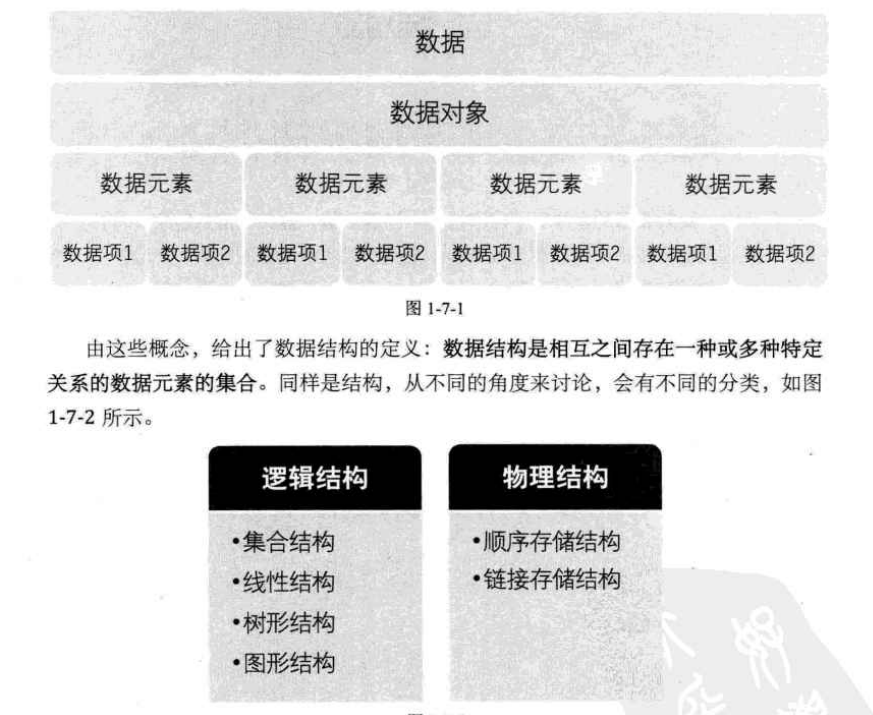 数据
数据对象
数据元素 数据元素 数据元素 数据元素
数据项1 数据项2 数据项1 数据项2 数据项1 数据项2 数据项1 数据项2
图 1-7-1
由这些概念，给出了数据结构的定义：数据结构是相互之间存在一种或多种特定
关系的数据元素的集合。同样是结构，从不同的角度来讨论，会有不同的分类，如图
1-7-2 所示。
逻辑结构 物理结构
•集合结构 •顺序存储结构
•线性结构 •链接存储结构
•树形结构
•图形结构